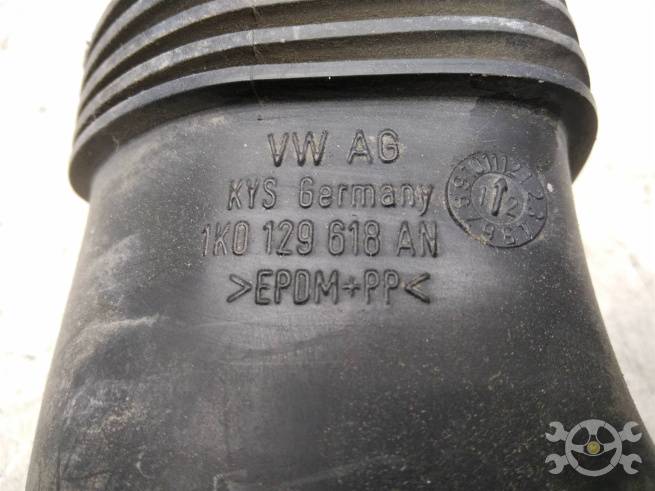 VW AG
KYS Germany
1K0 129 618 AN
>EPDM+PP<